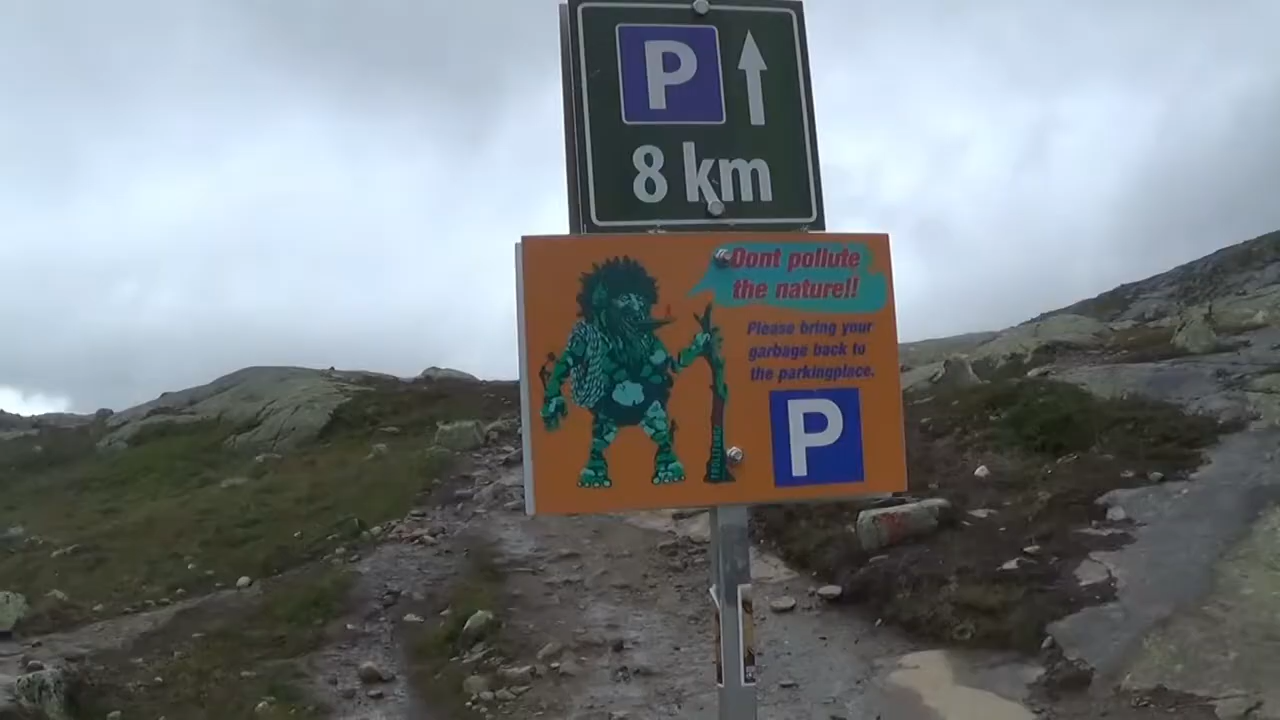 P
8 km
Dont pollute
the nature!!
Please bring your
garbage back to
the parkingplace.
P